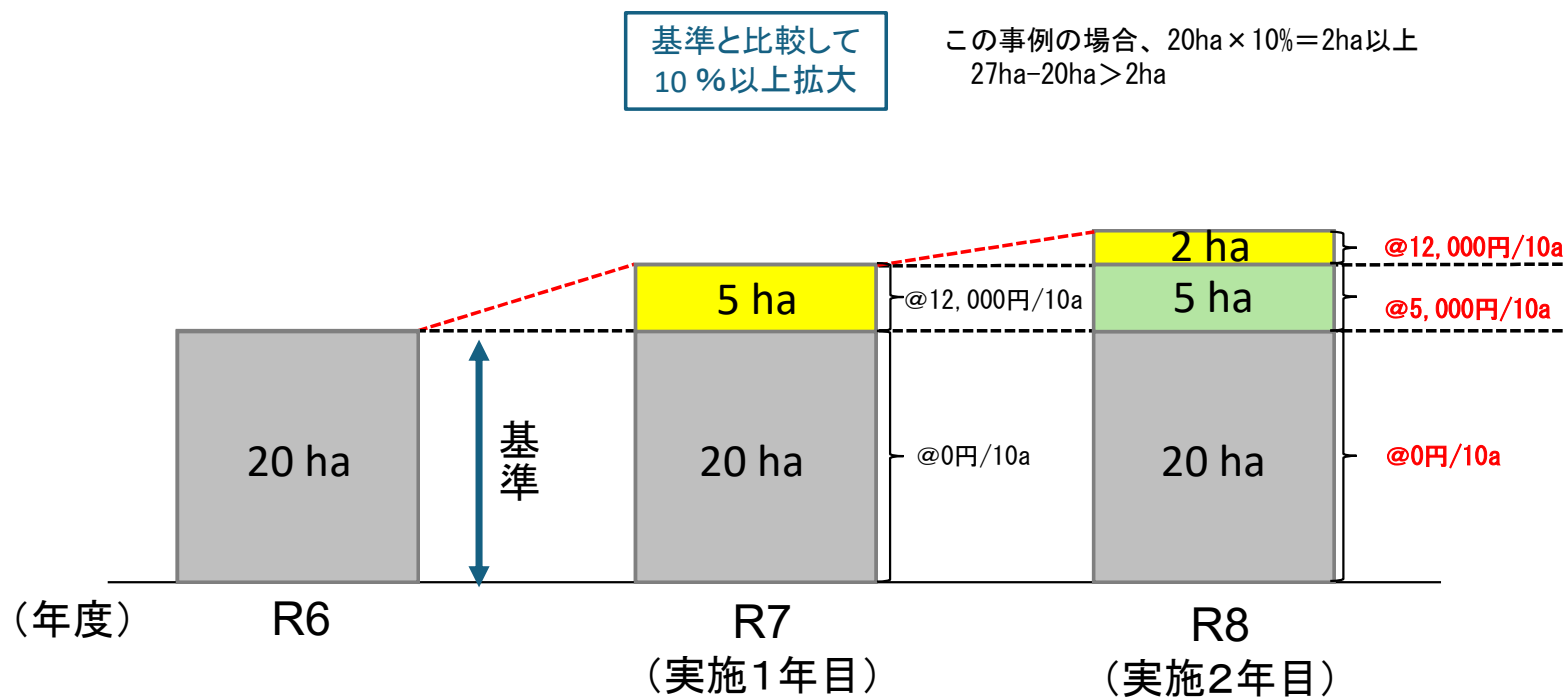 基準と比較して
10 %以上拡大
この事例の場合、20ha×10%＝2ha以上
27ha-20ha＞2ha
2 ha
@12,000円/10a
5 ha
@12,000円/10a
5 ha
@5,000円/10a
20 ha
基準
20 ha
@0円/10a
20 ha
@0円/10a
（年度）
R6
R7
（実施１年目）
R8
（実施２年目）